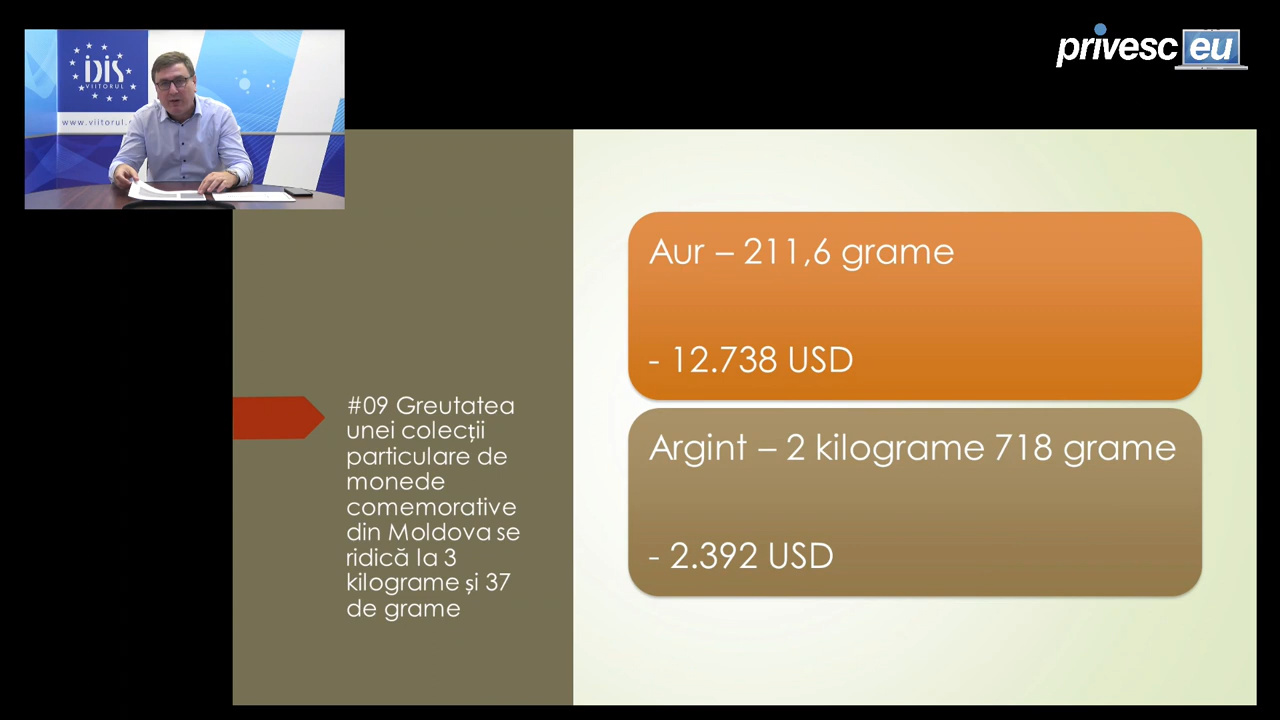 privesc eu
IDIS
VIITORUL
www.viitorul.
#09 Greutatea
unei colecții
particulare de
monede
comemorative
din Moldova se
ridică la 3
kilograme și 37
de grame
Aur – 211,6 grame
- 12.738 USD
Argint – 2 kilograme 718 grame
- 2.392 USD